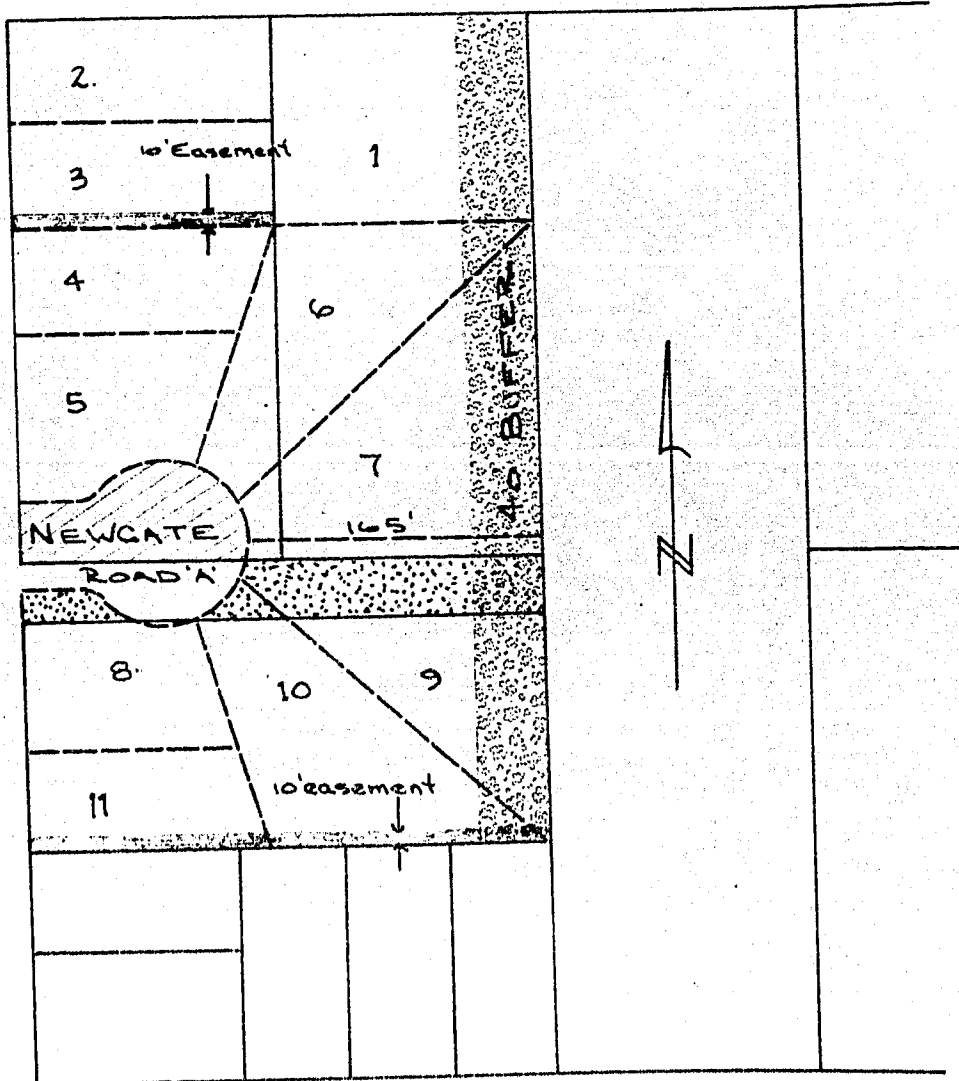 2.
10' Easement
1
3
4
6
5
40 BUFFER
7
NEWGATE
165'
ROAD 'A'
N
8.
10
9
10' easement
11